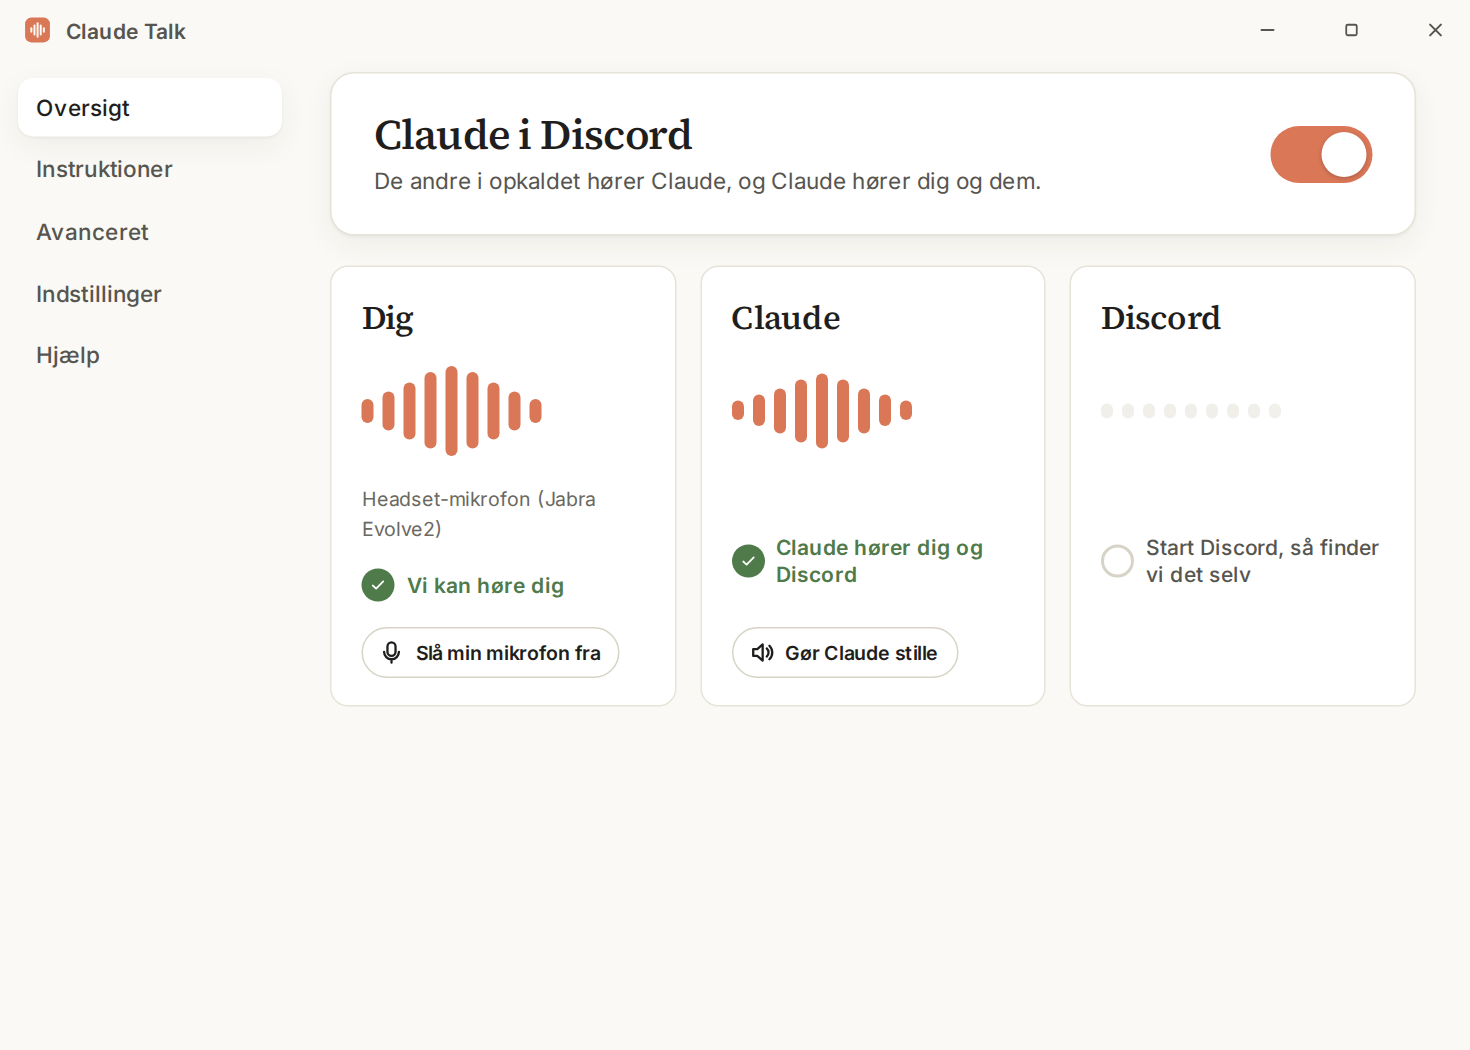 Claude Talk
Oversigt
Instruktioner
Avanceret
Indstillinger
Hjælp
Claude i Discord
De andre i opkaldet hører Claude, og Claude hører dig og dem.
Dig
Headset-mikrofon (Jabra
Evolve2)
Vi kan høre dig
Slå min mikrofon fra
Claude
Claude hører dig og
Discord
Gør Claude stille
Discord
Start Discord, så finder
vi det selv